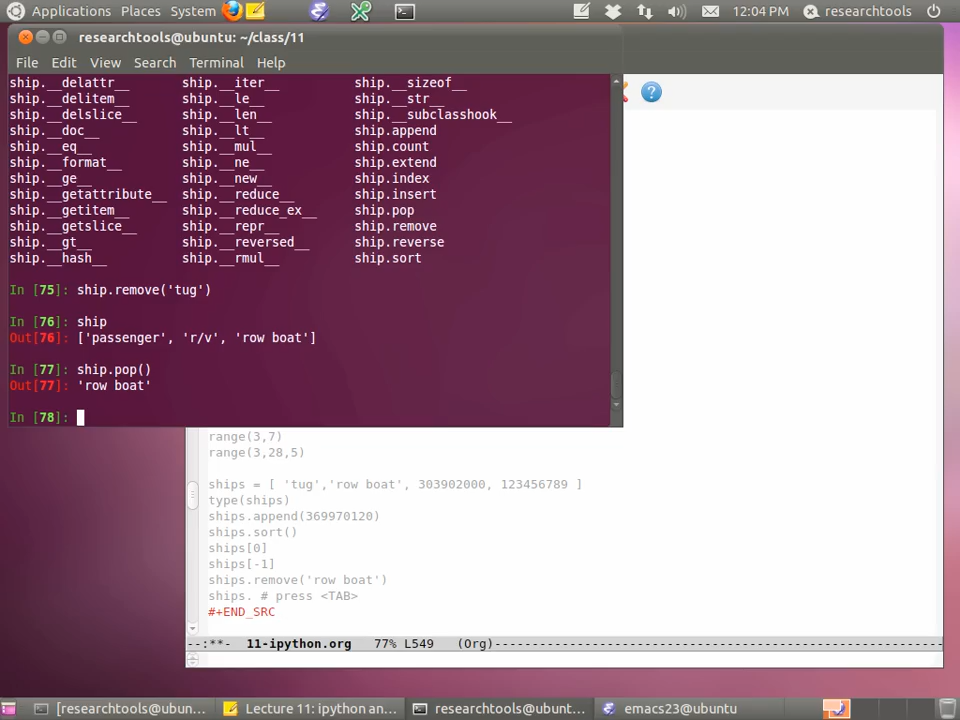 Applications Places System 12:04 PM researchtools
researchtools@ubuntu: ~/class/11
File Edit View Search Terminal Help
ship.__delattr__ ship.__iter__ ship.__sizeof__
ship.__delitem__ ship.__le__ ship.__str__
ship.__delslice__ ship.__len__ ship.__subclasshook__
ship.__doc__ ship.__lt__ ship.append
ship.__eq__ ship.__mul__ ship.count
ship.__format__ ship.__ne__ ship.extend
ship.__ge__ ship.__new__ ship.index
ship.__getattribute__ ship.__reduce__ ship.insert
ship.__getitem__ ship.__reduce_ex__ ship.pop
ship.__getslice__ ship.__repr__ ship.remove
ship.__gt__ ship.__reversed__ ship.reverse
ship.__hash__ ship.__rmul__ ship.sort
In [75]: ship.remove('tug')
In [76]: ship
Out[76]: ['passenger', 'r/v', 'row boat']
In [77]: ship.pop()
Out[77]: 'row boat'
In [78]:
range(3,7)
range(3,28,5)
ships = [ 'tug','row boat', 303902000, 123456789 ]
type(ships)
ships.append(369970120)
ships.sort()
ships[0]
ships[-1]
ships.remove('row boat')
ships. # press <TAB>
#+END_SRC
--:**- 11-ipython.org 77% L549 (Org)--------------------------------------------------
[researchtools@ubun... Lecture 11: ipython an... researchtools@ubunt... emacs23@ubuntu